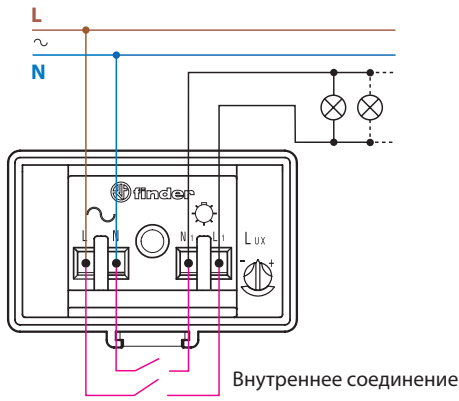 L
~
N
finder
~
L N N1 L1
LUX
- +
Внутреннее соединение